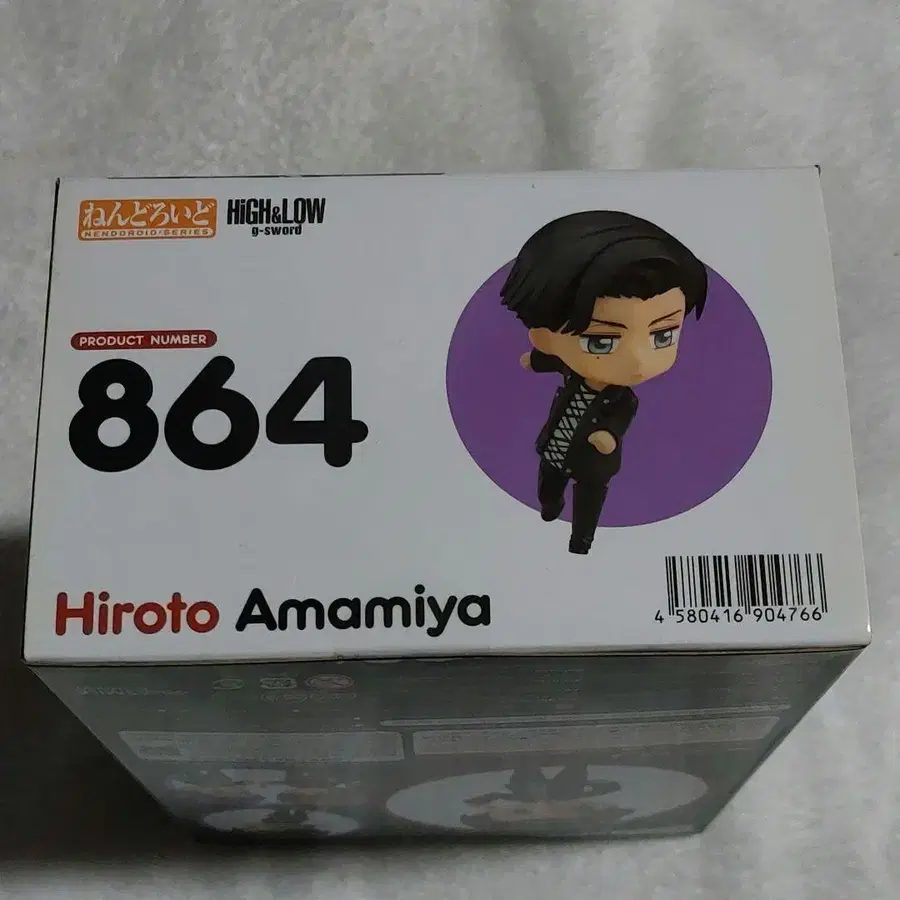 ねんどろいど
NENDOROID SERIES
HiGH&LOW
g-sword
PRODUCT NUMBER
864
Hiroto Amamiya
4 580416 904766